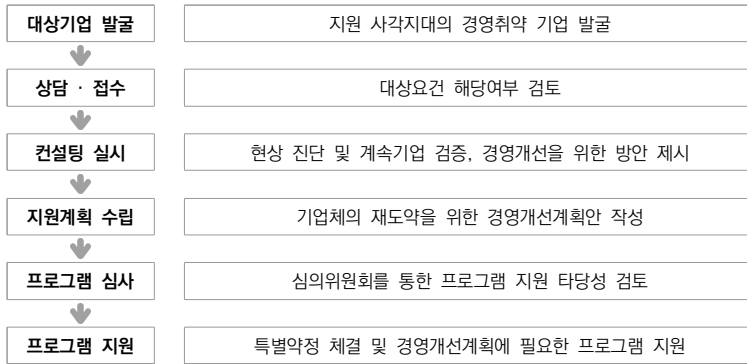 대상기업 발굴
지원 사각지대의 경영취약 기업 발굴
상담 · 접수
대상요건 해당여부 검토
컨설팅 실시
현상 진단 및 계속기업 검증, 경영개선을 위한 방안 제시
지원계획 수립
기업체의 재도약을 위한 경영개선계획안 작성
프로그램 심사
심의위원회를 통한 프로그램 지원 타당성 검토
프로그램 지원
특별약정 체결 및 경영개선계획에 필요한 프로그램 지원